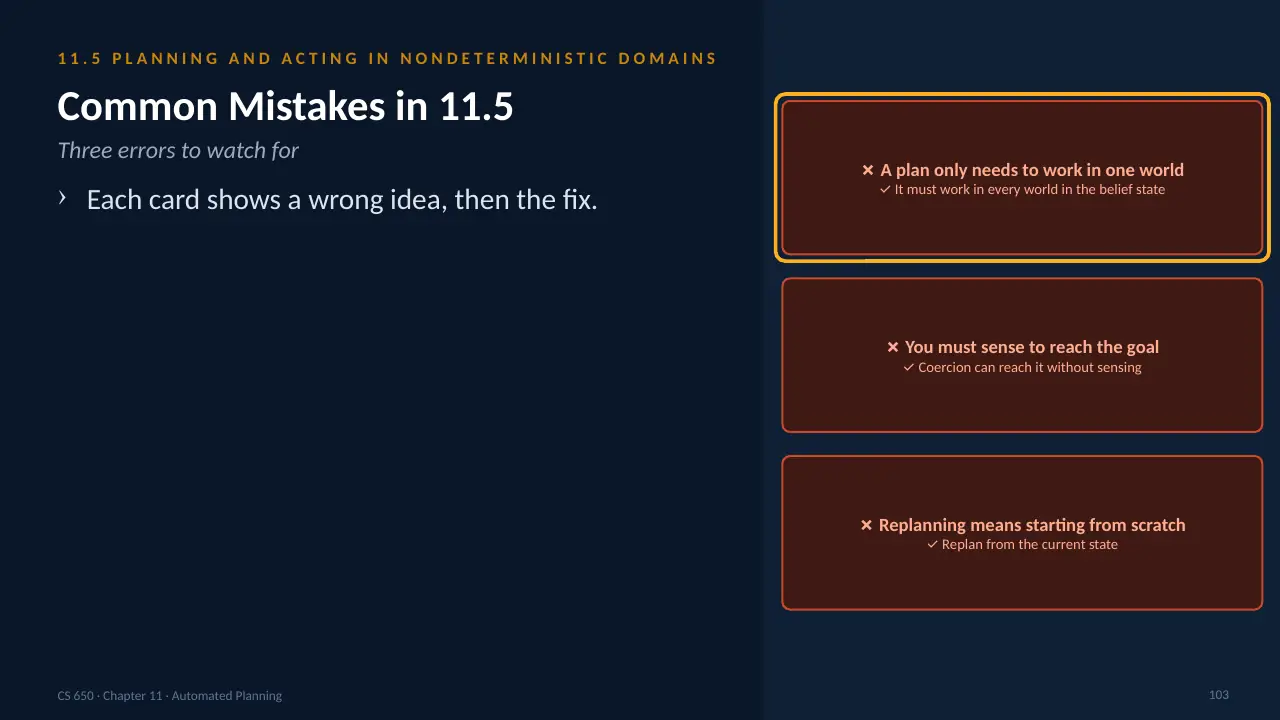 11.5 PLANNING AND ACTING IN NONDETERMINISTIC DOMAINS
Common Mistakes in 11.5
Three errors to watch for
› Each card shows a wrong idea, then the fix.
✕ A plan only needs to work in one world
✓ It must work in every world in the belief state
✕ You must sense to reach the goal
✓ Coercion can reach it without sensing
✕ Replanning means starting from scratch
✓ Replan from the current state
CS 650 · Chapter 11 · Automated Planning
103